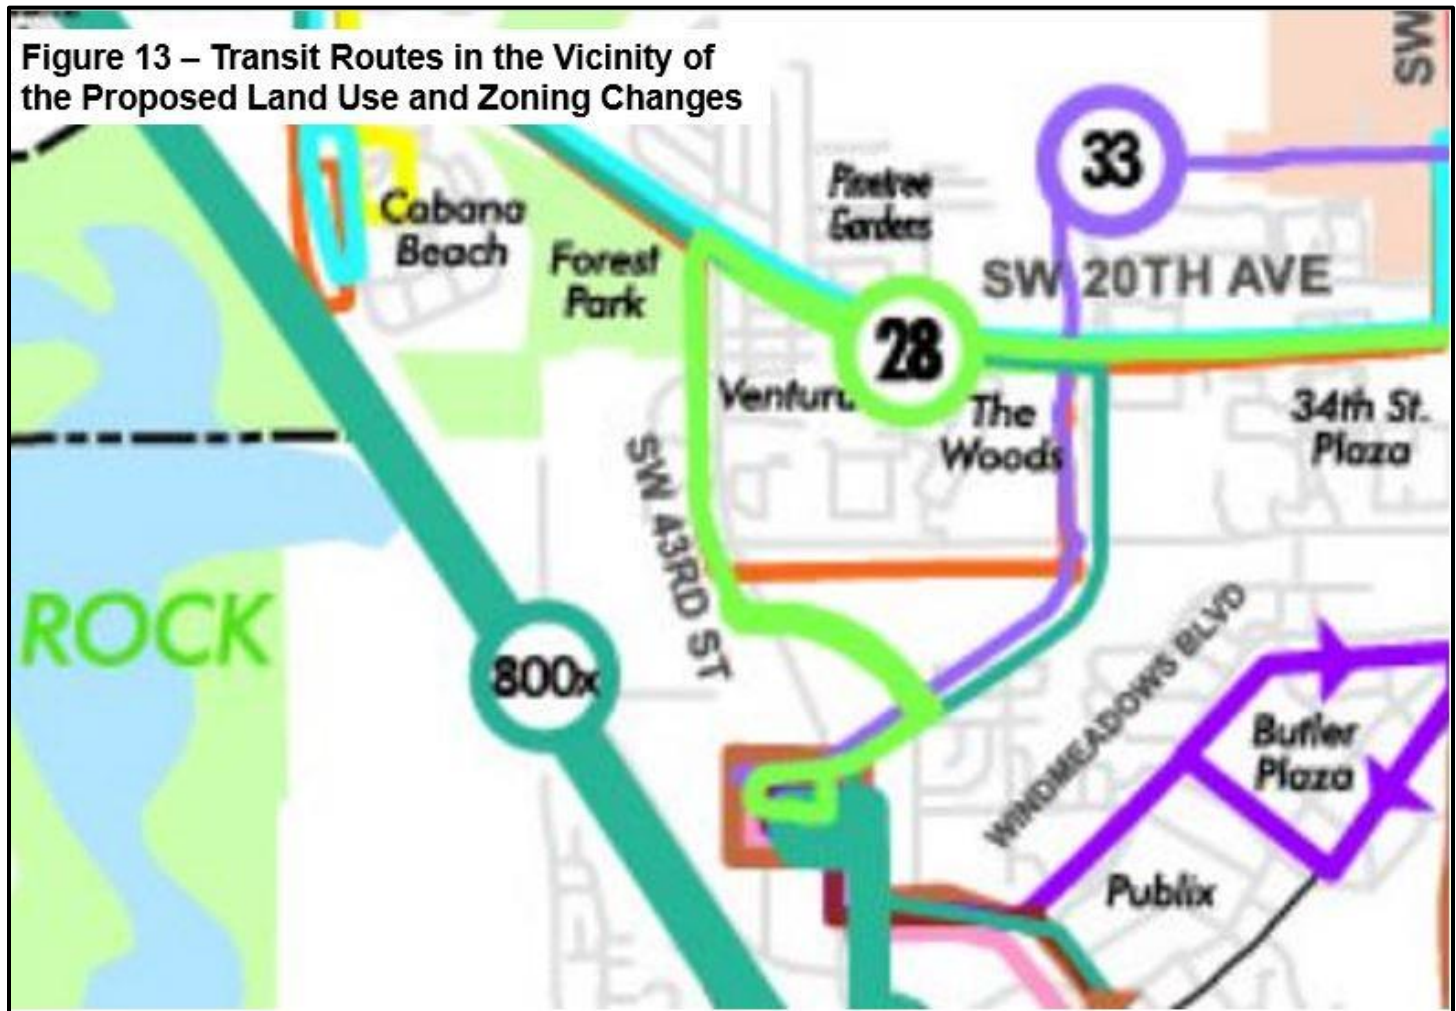 Figure 13 – Transit Routes in the Vicinity of
the Proposed Land Use and Zoning Changes
SW
33
Pinetree
Gardens
Cabana
Beach
Forest
Park
SW 20TH AVE
28
Ventura
The
Woods
34th St.
Plaza
SW 43RD ST
ROCK
800x
WINDMEADOWS BLVD
Butler
Plaza
Publix